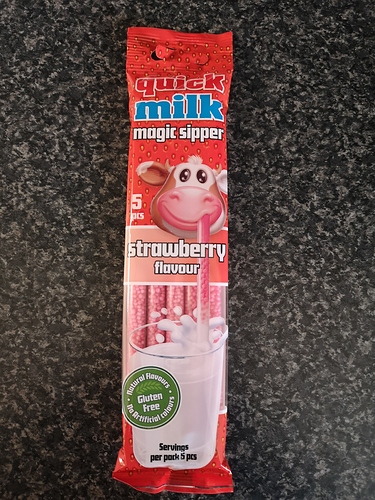 quick
milk
magic sipper
5
pcs
strawberry
flavour
Natural flavours •
Gluten
Free
• No Artificial colours
Servings
per pack 5 pcs